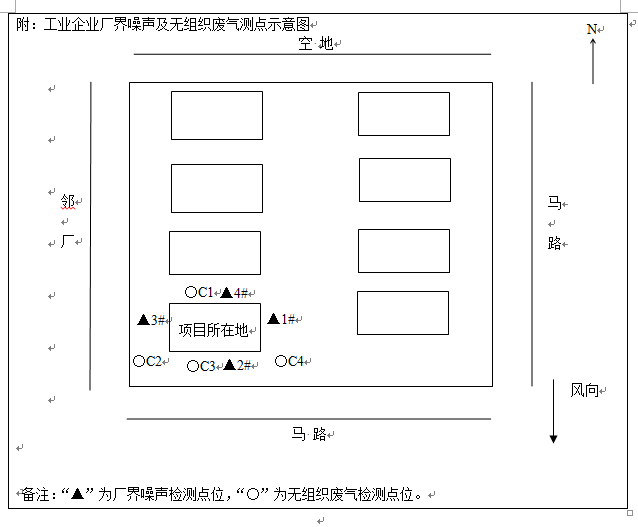 附：工业企业厂界噪声及无组织废气测点示意图
空 地
N
邻
厂
马
路
○C1▲4#
▲3#
▲1#
项目所在地
○C2
○C3▲2#
○C4
风向
马 路
备注：“▲”为厂界噪声检测点位，“○”为无组织废气检测点位。